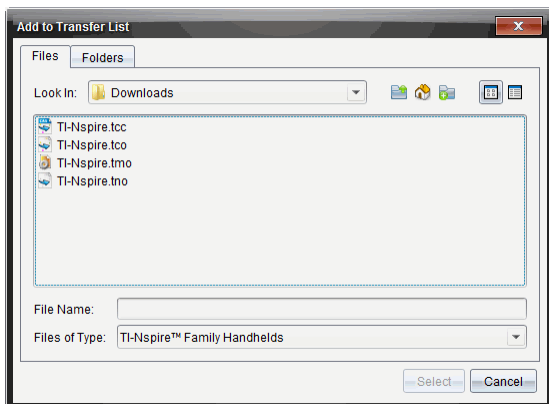 Add to Transfer List
Files Folders
Look In: Downloads
TI-Nspire.tcc
TI-Nspire.tco
TI-Nspire.tmo
TI-Nspire.tno
File Name:
Files of Type: TI-Nspire™ Family Handhelds
Select Cancel